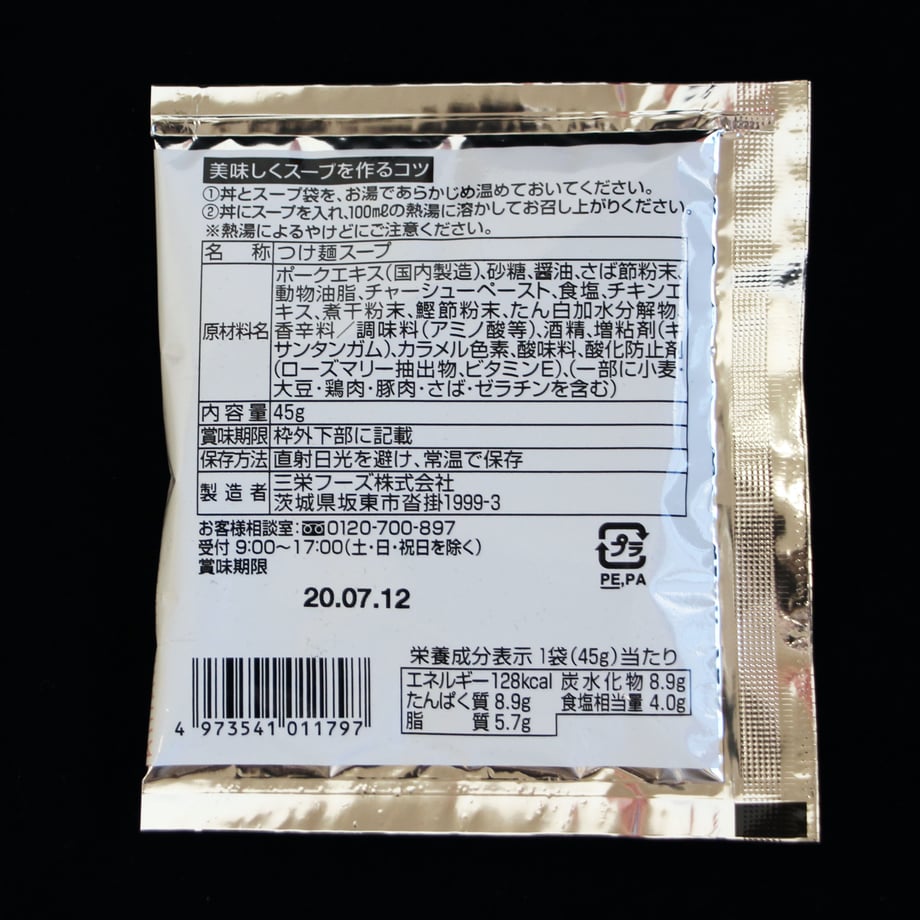 美味しくスープを作るコツ
①丼とスープ袋を、お湯であらかじめ温めておいてください。
②丼にスープを入れ、100mlの熱湯に溶かしてお召し上がりください。
※熱湯によるやけどにご注意ください。
名 称 つけ麺スープ
原材料名 ポークエキス(国内製造)、砂糖、醤油、さば節粉末、
動物油脂、チャーシューペースト、食塩、チキンエ
キス、煮干粉末、鰹節粉末、たん白加水分解物、
香辛料／調味料(アミノ酸等)、酒精、増粘剤(キ
サンタンガム)、カラメル色素、酸味料、酸化防止剤
(ローズマリー抽出物、ビタミンE)、(一部に小麦・
大豆・鶏肉・豚肉・さば・ゼラチンを含む)
内容量 45g
賞味期限 枠外下部に記載
保存方法 直射日光を避け、常温で保存
製造者 三栄フーズ株式会社
茨城県坂東市沓掛1999-3
お客様相談室:0120-700-897
受付 9:00～17:00(土・日・祝日を除く)
賞味期限
20.07.12
プラ
PE,PA
栄養成分表示 1袋(45g)当たり
エネルギー 128kcal 炭水化物 8.9g
たんぱく質 8.9g 食塩相当量 4.0g
脂 質 5.7g
4 973541 011797